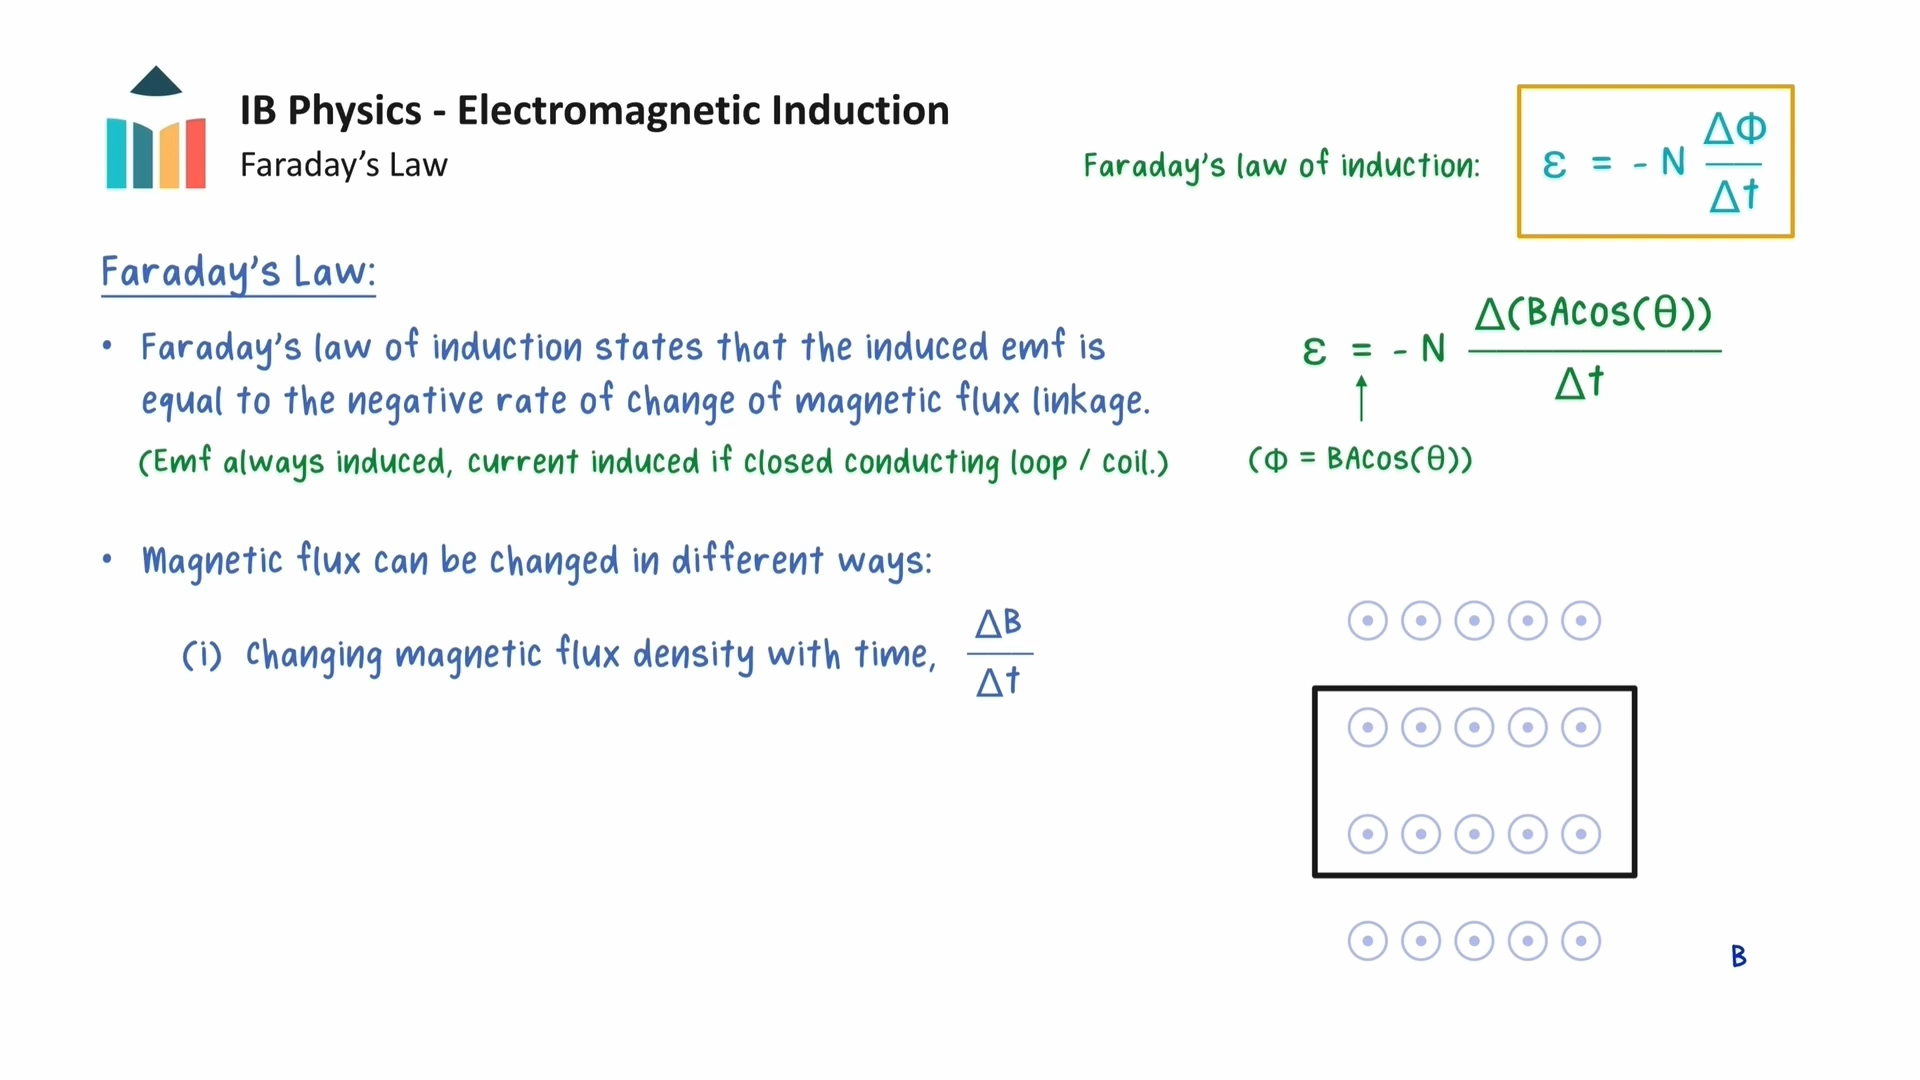 IB Physics - Electromagnetic Induction
Faraday's Law
Faraday's law of induction:
ε = - N ΔΦ / Δt
Faraday's Law:
• Faraday's law of induction states that the induced emf is
equal to the negative rate of change of magnetic flux linkage.
(Emf always induced, current induced if closed conducting loop / coil.)
ε = - N Δ(BAcos(θ)) / Δt
(Φ = BAcos(θ))
• Magnetic flux can be changed in different ways:
(i) Changing magnetic flux density with time, ΔB / Δt
B